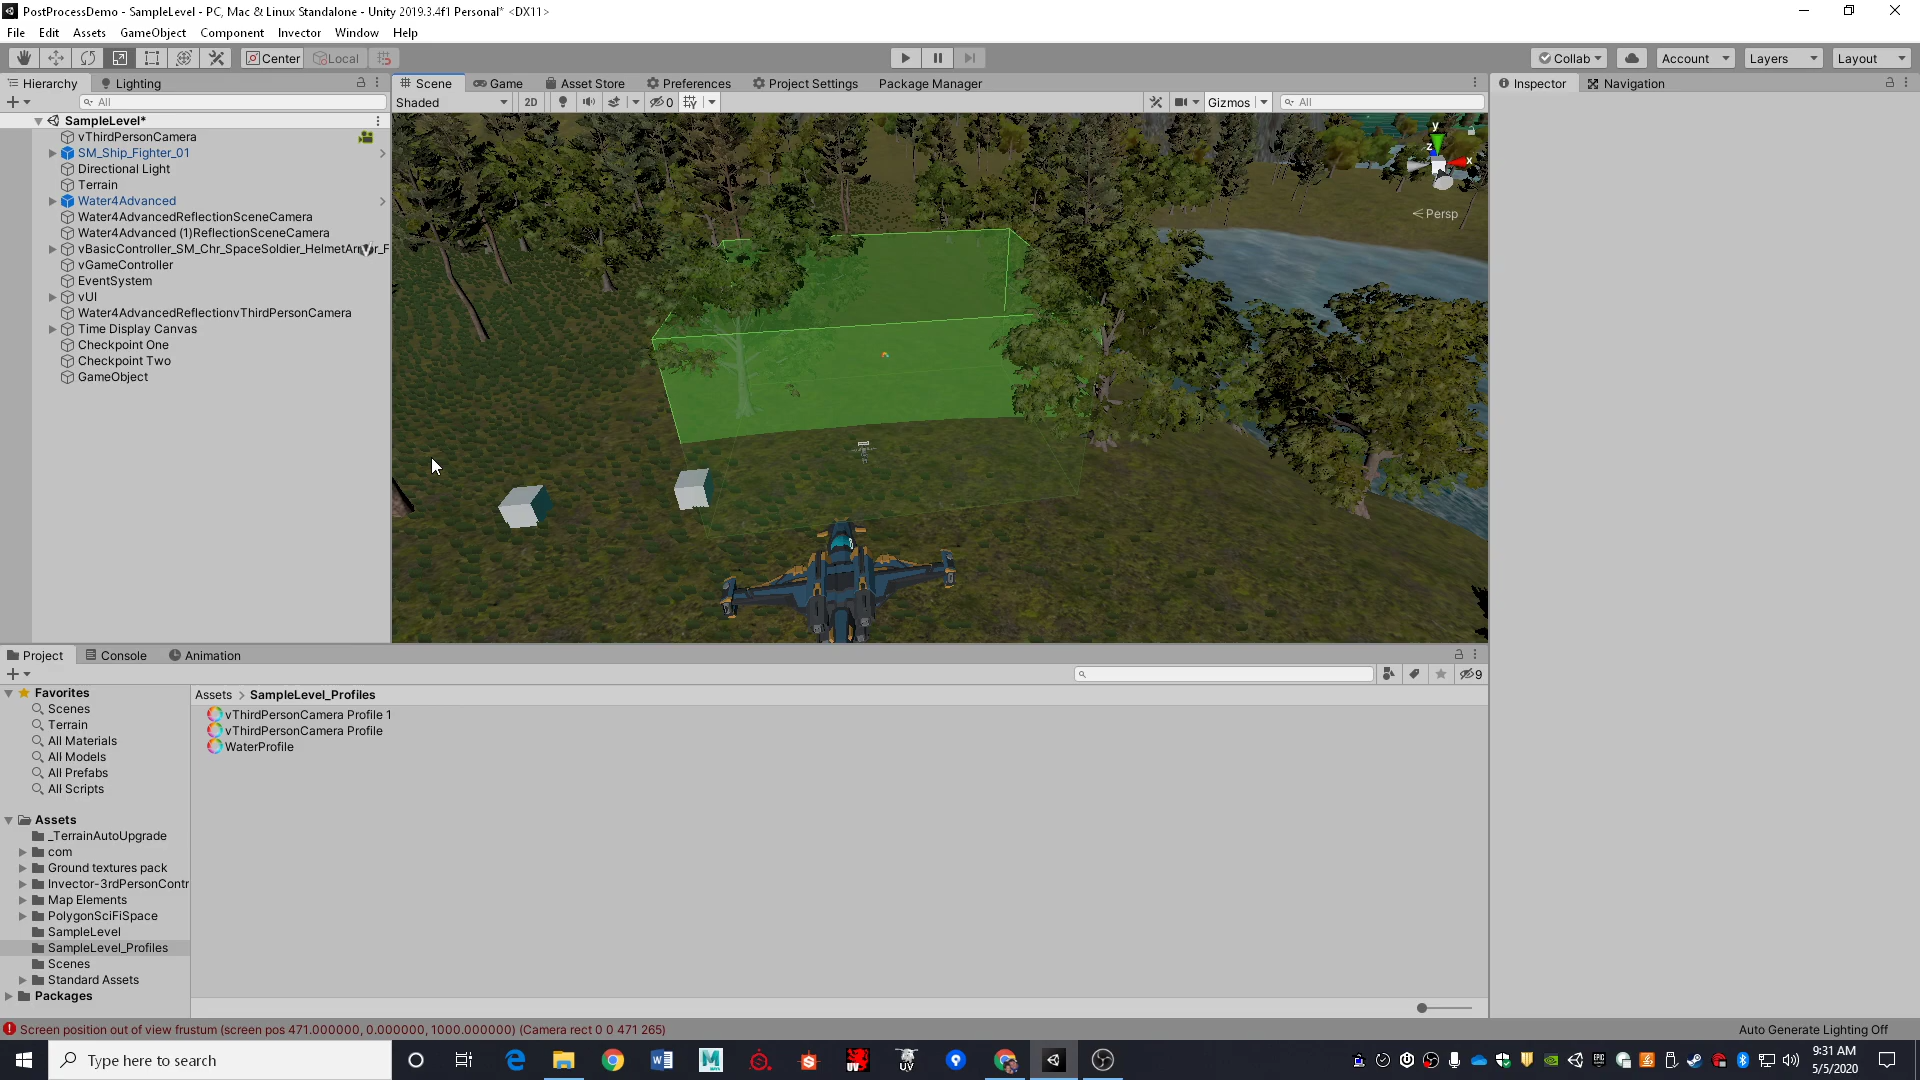 PostProcessDemo - SampleLevel - PC, Mac & Linux Standalone - Unity 2019.3.4f1 Personal* <DX11>
File Edit Assets GameObject Component Invector Window Help
Center Local Collab Account Layers Layout
Hierarchy Lighting Scene Game Asset Store Preferences Project Settings Package Manager Inspector Navigation
All Shaded 2D 0 Gizmos All
SampleLevel*
vThirdPersonCamera
SM_Ship_Fighter_01
Directional Light
Terrain
Water4Advanced
Water4AdvancedReflectionSceneCamera
Water4Advanced (1)ReflectionSceneCamera
vBasicController_SM_Chr_SpaceSoldier_HelmetArmor_F
vGameController
EventSystem
vUI
Water4AdvancedReflectionvThirdPersonCamera
Time Display Canvas
Checkpoint One
Checkpoint Two
GameObject
y
z
x
Persp
Project Console Animation
9
Favorites
Scenes
Terrain
All Materials
All Models
All Prefabs
All Scripts
Assets
_TerrainAutoUpgrade
com
Ground textures pack
Invector-3rdPersonContr
Map Elements
PolygonSciFiSpace
SampleLevel
SampleLevel_Profiles
Scenes
Standard Assets
Packages
Assets > SampleLevel_Profiles
vThirdPersonCamera Profile 1
vThirdPersonCamera Profile
WaterProfile
Screen position out of view frustum (screen pos 471.000000, 0.000000, 1000.000000) (Camera rect 0 0 471 265)
Auto Generate Lighting Off
Type here to search
9:31 AM
5/5/2020